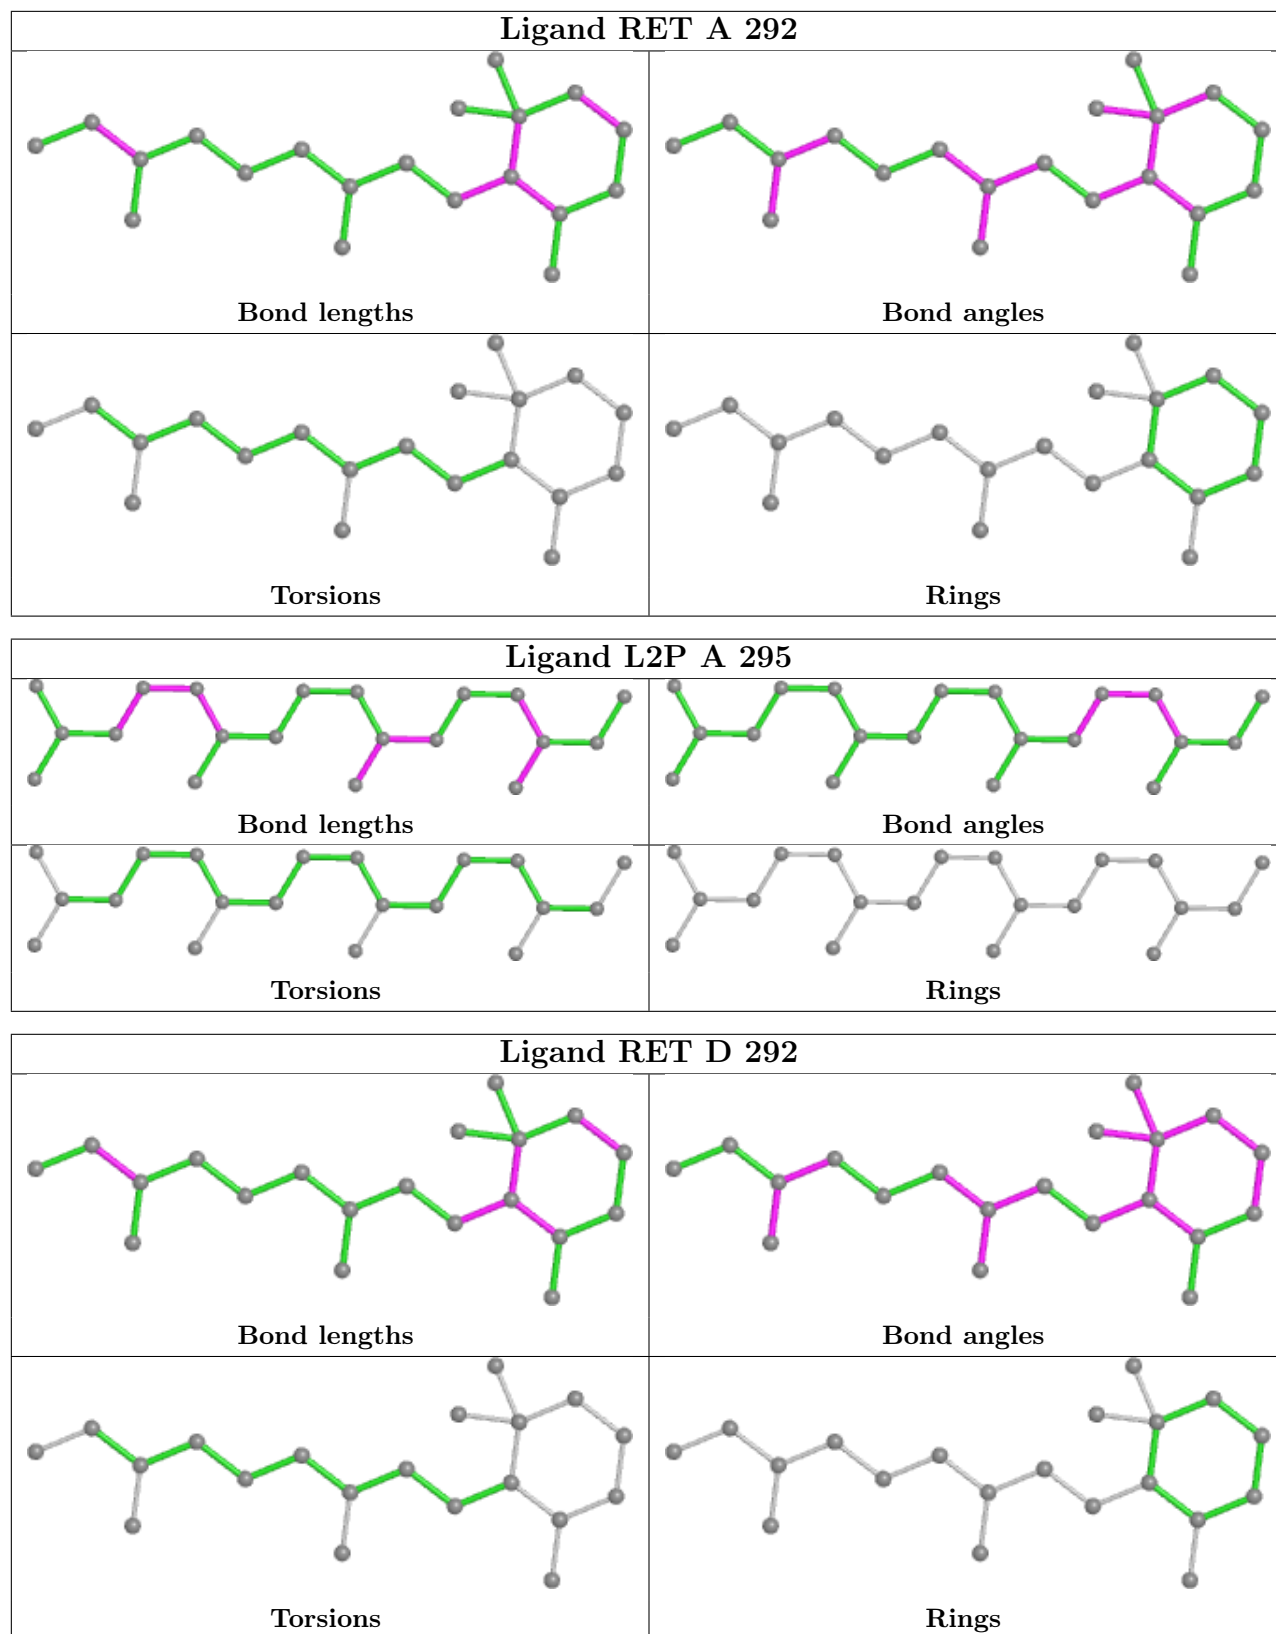 Ligand RET A 292
Bond lengths
Bond angles
Torsions
Rings
Ligand L2P A 295
Bond lengths
Bond angles
Torsions
Rings
Ligand RET D 292
Bond lengths
Bond angles
Torsions
Rings